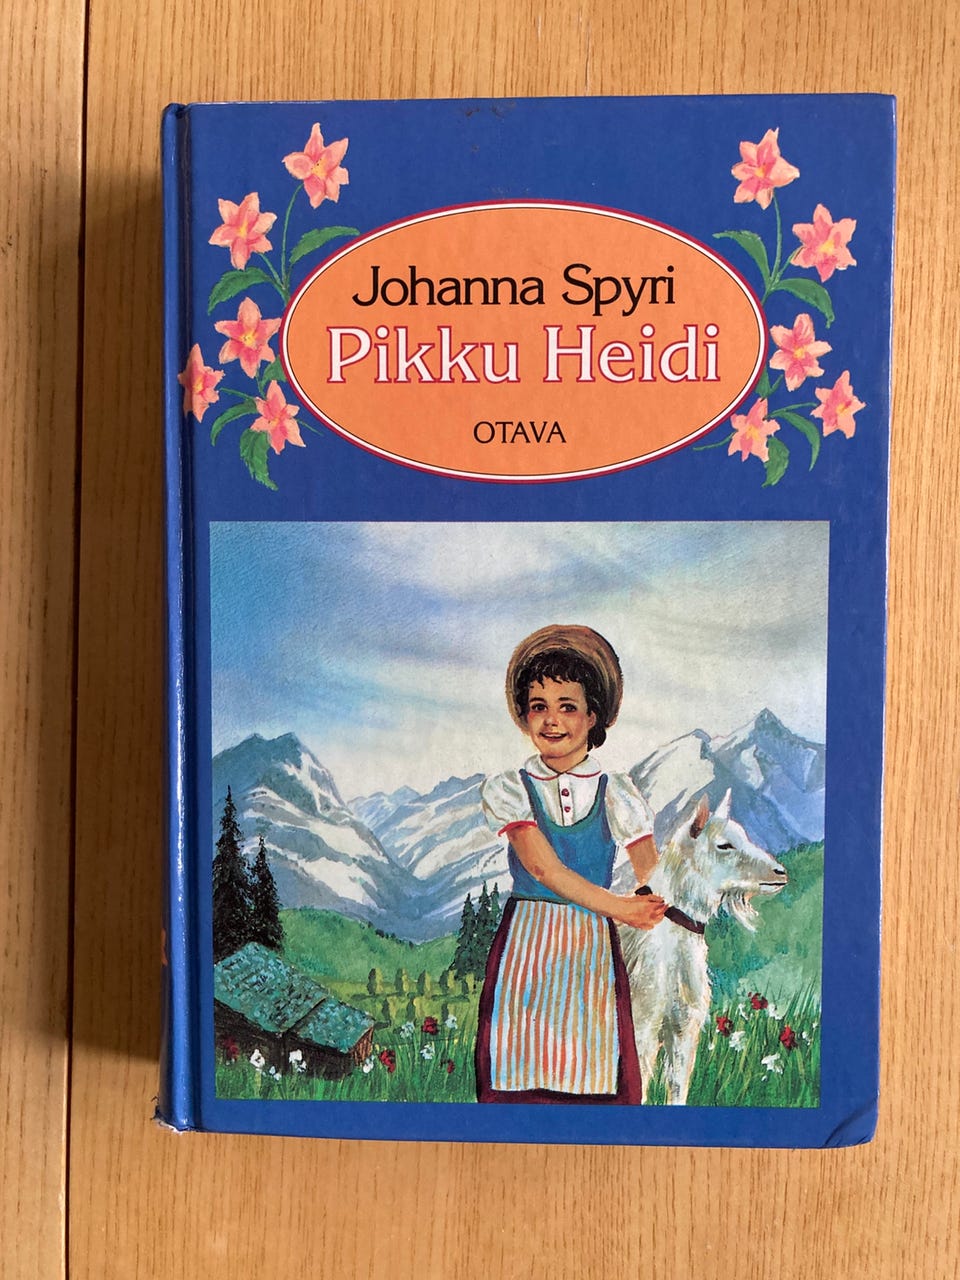 Johanna Spyri
Pikku Heidi
OTAVA